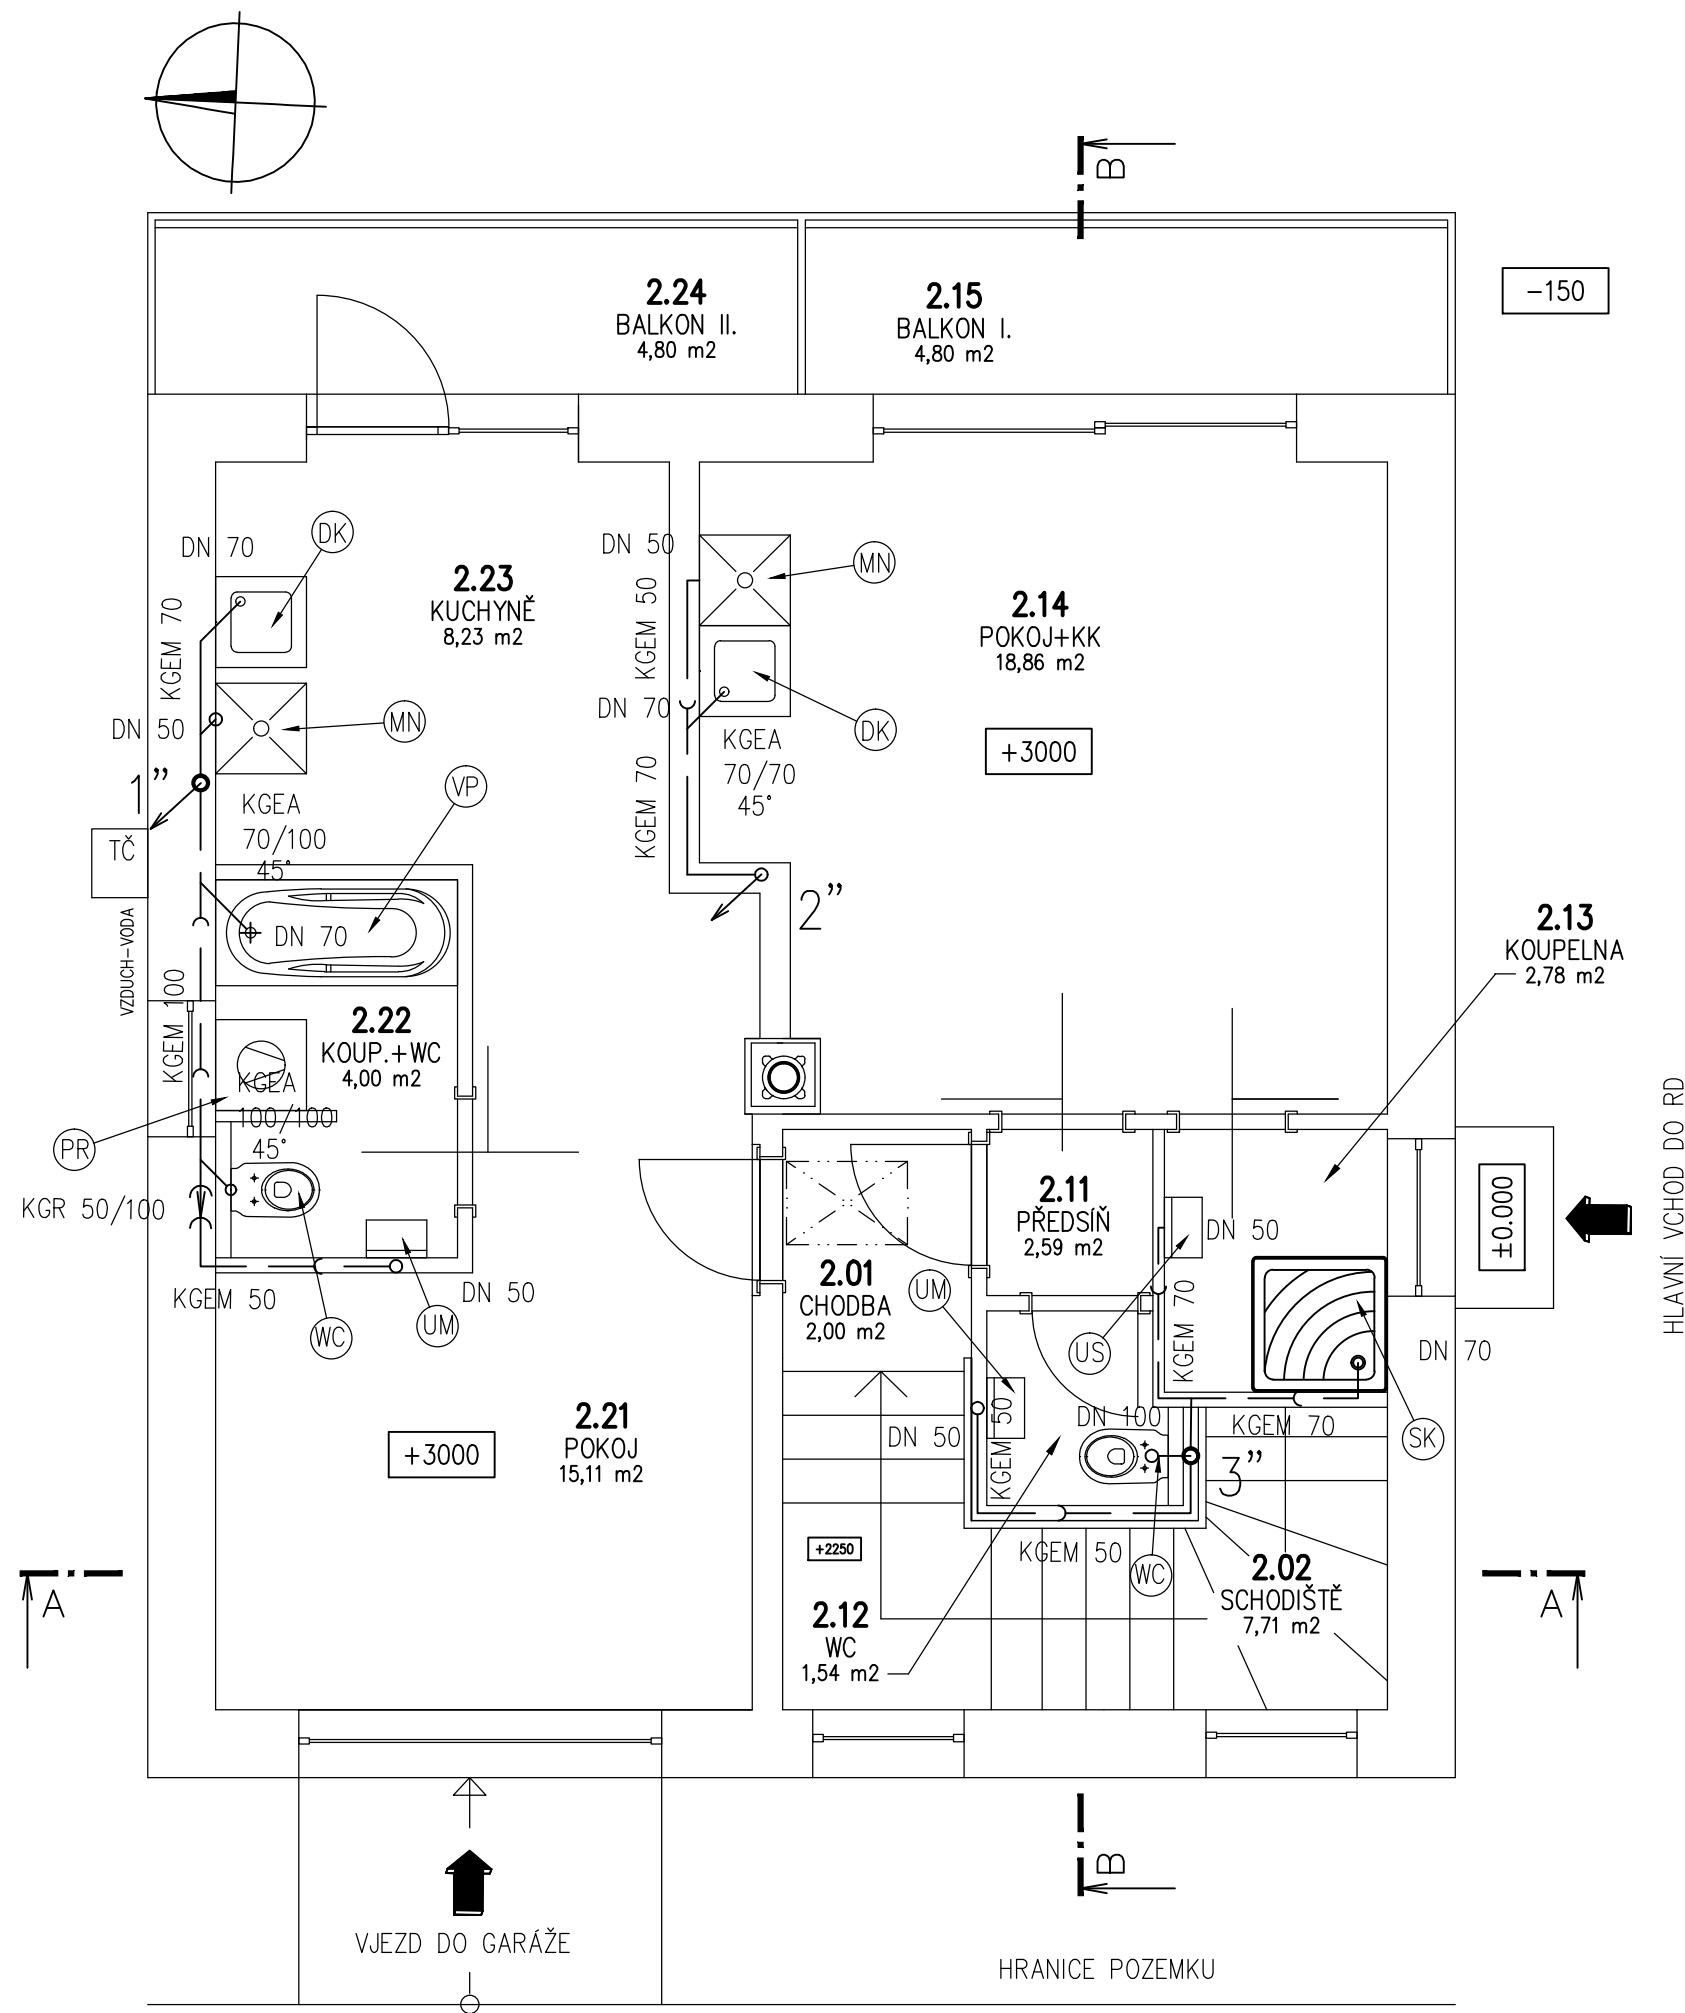 B
2.24
BALKON II.
4,80 m2
2.15
BALKON I.
4,80 m2
-150
DN 70
DK
KGEM 70
2.23
KUCHYNĚ
8,23 m2
DN 50
MN
KGEM 50
2.14
POKOJ+KK
18,86 m2
DN 50
MN
DN 70
DK
KGEA
70/70
45°
+3000
KGEM 70
1”
VP
KGEA
70/100
45°
TČ
VZDUCH-VODA
DN 70
2”
2.13
KOUPELNA
2,78 m2
KGEM 100
2.22
KOUP.+WC
4,00 m2
KGEA
100/100
45°
PR
KGR 50/100
KGEM 50
WC
UM
DN 50
2.11
PŘEDSÍŇ
2,59 m2
DN 50
±0.000
HLAVNÍ VCHOD DO RD
2.01
CHODBA
2,00 m2
UM
US
KGEM 70
DN 70
2.21
POKOJ
15,11 m2
+3000
DN 50
KGEM 50
DN 100
KGEM 70
SK
3”
+2250
KGEM 50
WC
2.02
SCHODIŠTĚ
7,71 m2
A
A
2.12
WC
1,54 m2
B
VJEZD DO GARÁŽE
HRANICE POZEMKU